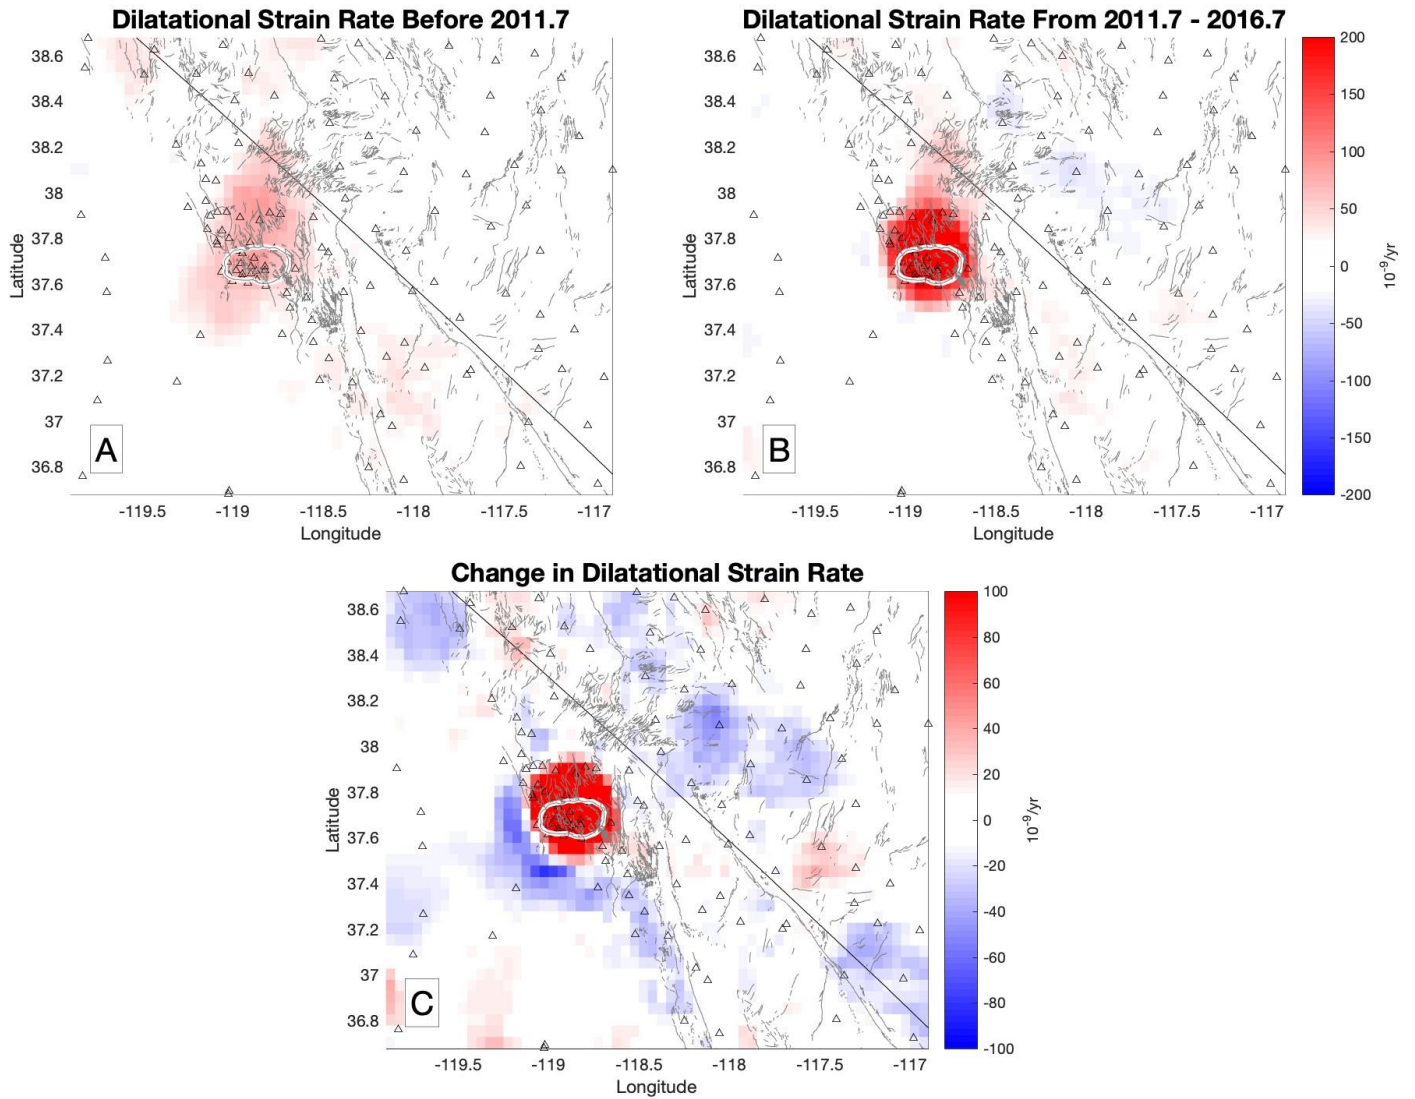 Dilatational Strain Rate Before 2011.7
38.6
38.4
38.2
38
37.8
37.6
37.4
37.2
37
36.8
Latitude
A
-119.5 -119 -118.5 -118 -117.5 -117
Longitude
Dilatational Strain Rate From 2011.7 - 2016.7
38.6
38.4
38.2
38
37.8
37.6
37.4
37.2
37
36.8
Latitude
B
-119.5 -119 -118.5 -118 -117.5 -117
Longitude
200
150
100
50
0
-50
-100
-150
-200
10⁻⁹/yr
Change in Dilatational Strain Rate
38.6
38.4
38.2
38
37.8
37.6
37.4
37.2
37
36.8
Latitude
C
-119.5 -119 -118.5 -118 -117.5 -117
Longitude
100
80
60
40
20
0
-20
-40
-60
-80
-100
10⁻⁹/yr